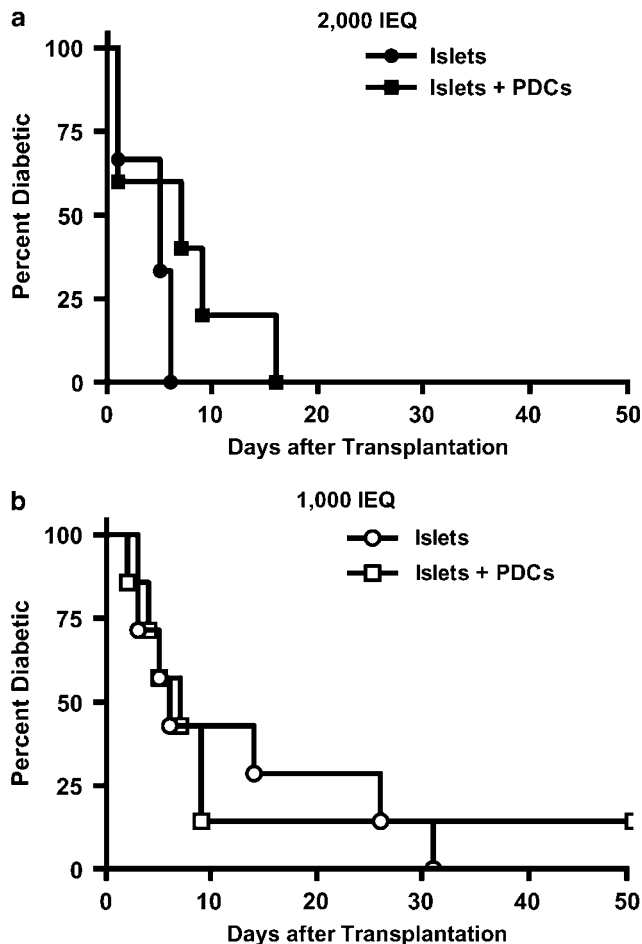 a
2,000 IEQ
Islets
Islets + PDCs
Percent Diabetic
100
75
50
25
0
0 10 20 30 40 50
Days after Transplantation
b
1,000 IEQ
Islets
Islets + PDCs
Percent Diabetic
100
75
50
25
0
0 10 20 30 40 50
Days after Transplantation